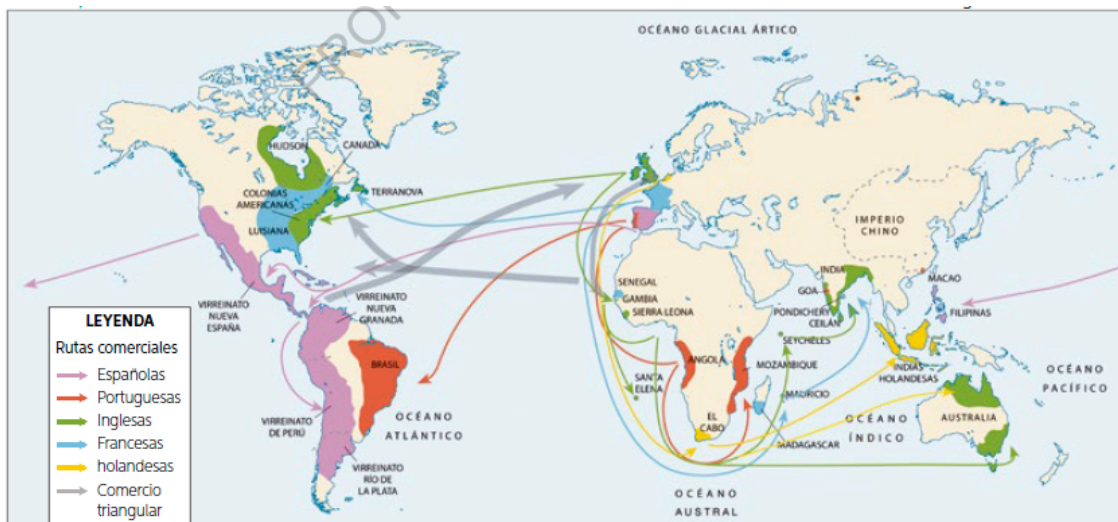 FRON
OCÉANO GLACIAL ÁRTICO
HUDSON
CANADA
TERRANOVA
COLONIAS
AMERICANAS
LUISIANA
IMPERIO
CHINO
INDIA
MACAO
GOA
SENEGAL
GAMBIA
SIERRA LEONA
PONDICHERY
CEILÁN
FILIPINAS
VIRREINATO
NUEVA
ESPAÑA
VIRREINATO
NUEVA
GRANADA
SEYCHELES
BRASIL
ANGOLA
MOZAMBIQUE
INDIAS
HOLANDESAS
OCÉANO
PACÍFICO
SANTA
ELENA
MAURICIO
VIRREINATO
DE PERÚ
OCÉANO
ATLÁNTICO
EL
CABO
OCÉANO
ÍNDICO
AUSTRALIA
MADAGASCAR
VIRREINATO
RÍO DE
LA PLATA
OCÉANO
AUSTRAL
LEYENDA
Rutas comerciales
Españolas
Portuguesas
Inglesas
Francesas
holandesas
Comercio
triangular